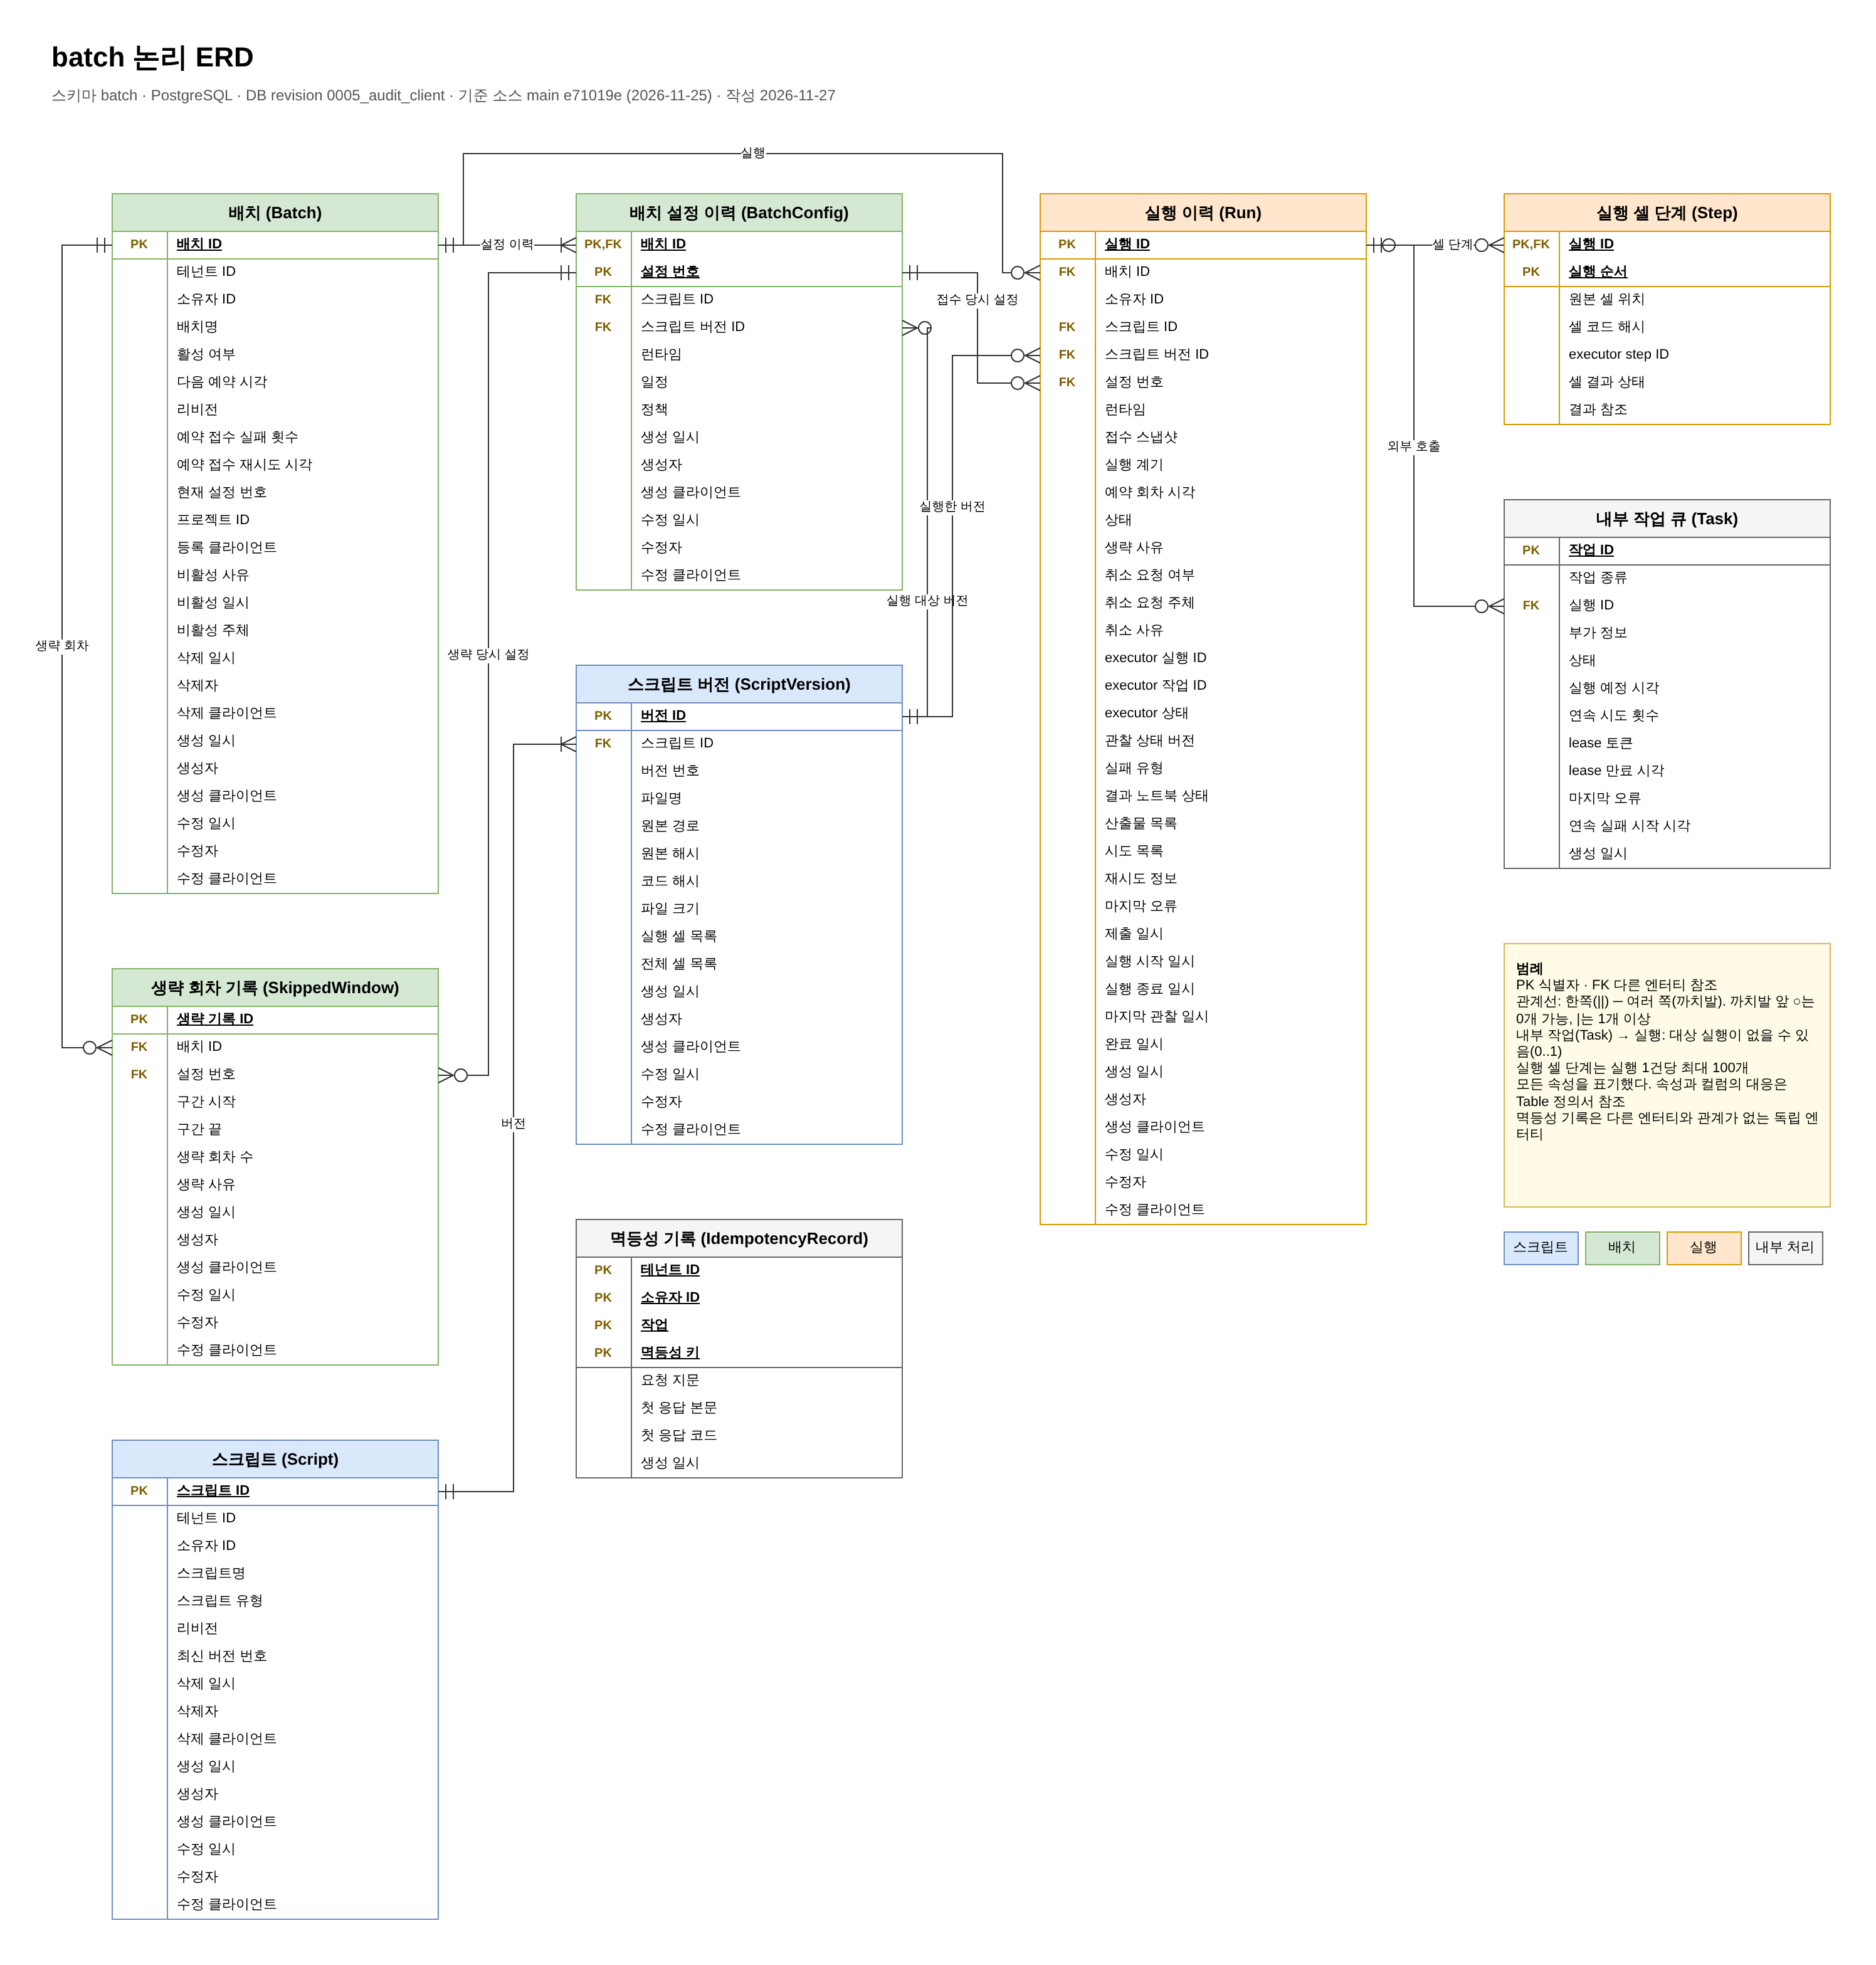 batch 논리 ERD
스키마 batch · PostgreSQL · DB revision 0005_audit_client · 기준 소스 main e71019e (2026-11-25) · 작성 2026-11-27
실행
배치 (Batch)
PK 배치 ID
테넌트 ID
소유자 ID
배치명
활성 여부
다음 예약 시각
리비전
예약 접수 실패 횟수
예약 접수 재시도 시각
현재 설정 번호
프로젝트 ID
등록 클라이언트
비활성 사유
비활성 일시
비활성 주체
삭제 일시
삭제자
삭제 클라이언트
생성 일시
생성자
생성 클라이언트
수정 일시
수정자
수정 클라이언트
설정 이력
생략 회차
생략 당시 설정
배치 설정 이력 (BatchConfig)
PK,FK 배치 ID
PK 설정 번호
FK 스크립트 ID
FK 스크립트 버전 ID
런타임
일정
정책
생성 일시
생성자
생성 클라이언트
수정 일시
수정자
수정 클라이언트
접수 당시 설정
실행한 버전
실행 대상 버전
실행 이력 (Run)
PK 실행 ID
FK 배치 ID
소유자 ID
FK 스크립트 ID
FK 스크립트 버전 ID
FK 설정 번호
런타임
접수 스냅샷
실행 계기
예약 회차 시각
상태
생략 사유
취소 요청 여부
취소 요청 주체
취소 사유
executor 실행 ID
executor 작업 ID
executor 상태
관찰 상태 버전
실패 유형
결과 노트북 상태
산출물 목록
시도 목록
재시도 정보
마지막 오류
제출 일시
실행 시작 일시
실행 종료 일시
마지막 관찰 일시
완료 일시
생성 일시
생성자
생성 클라이언트
수정 일시
수정자
수정 클라이언트
셀 단계
외부 호출
실행 셀 단계 (Step)
PK,FK 실행 ID
PK 실행 순서
원본 셀 위치
셀 코드 해시
executor step ID
셀 결과 상태
결과 참조
내부 작업 큐 (Task)
PK 작업 ID
작업 종류
FK 실행 ID
부가 정보
상태
실행 예정 시각
연속 시도 횟수
lease 토큰
lease 만료 시각
마지막 오류
연속 실패 시작 시각
생성 일시
스크립트 버전 (ScriptVersion)
PK 버전 ID
FK 스크립트 ID
버전 번호
파일명
원본 경로
원본 해시
코드 해시
파일 크기
실행 셀 목록
전체 셀 목록
생성 일시
생성자
생성 클라이언트
수정 일시
수정자
수정 클라이언트
버전
생략 회차 기록 (SkippedWindow)
PK 생략 기록 ID
FK 배치 ID
FK 설정 번호
구간 시작
구간 끝
생략 회차 수
생략 사유
생성 일시
생성자
생성 클라이언트
수정 일시
수정자
수정 클라이언트
멱등성 기록 (IdempotencyRecord)
PK 테넌트 ID
PK 소유자 ID
PK 작업
PK 멱등성 키
요청 지문
첫 응답 본문
첫 응답 코드
생성 일시
스크립트 (Script)
PK 스크립트 ID
테넌트 ID
소유자 ID
스크립트명
스크립트 유형
리비전
최신 버전 번호
삭제 일시
삭제자
삭제 클라이언트
생성 일시
생성자
생성 클라이언트
수정 일시
수정자
수정 클라이언트
범례
PK 식별자 · FK 다른 엔터티 참조
관계선: 한쪽(||) ─ 여러 쪽(까치발). 까치발 앞 ○는
0개 가능, |는 1개 이상
내부 작업(Task) → 실행: 대상 실행이 없을 수 있
음(0..1)
실행 셀 단계는 실행 1건당 최대 100개
모든 속성을 표기했다. 속성과 컬럼의 대응은
Table 정의서 참조
멱등성 기록은 다른 엔터티와 관계가 없는 독립 엔
터티
스크립트 배치 실행 내부 처리